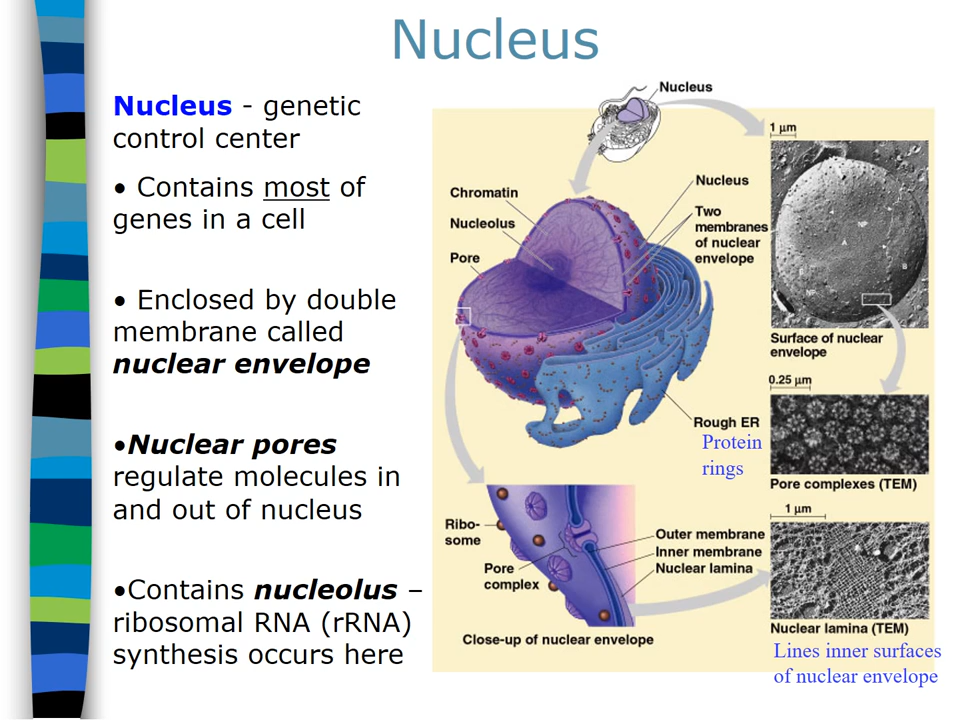 Nucleus
Nucleus - genetic
control center
• Contains most of
genes in a cell
• Enclosed by double
membrane called
nuclear envelope
•Nuclear pores
regulate molecules in
and out of nucleus
•Contains nucleolus –
ribosomal RNA (rRNA)
synthesis occurs here
Nucleus
Chromatin
Nucleolus
Pore
Nucleus
Two
membranes
of nuclear
envelope
Rough ER
Protein
rings
1 µm
Surface of nuclear
envelope
0.25 µm
Pore complexes (TEM)
1 µm
Nuclear lamina (TEM)
Lines inner surfaces
of nuclear envelope
Ribo-
some
Pore
complex
Outer membrane
Inner membrane
Nuclear lamina
Close-up of nuclear envelope